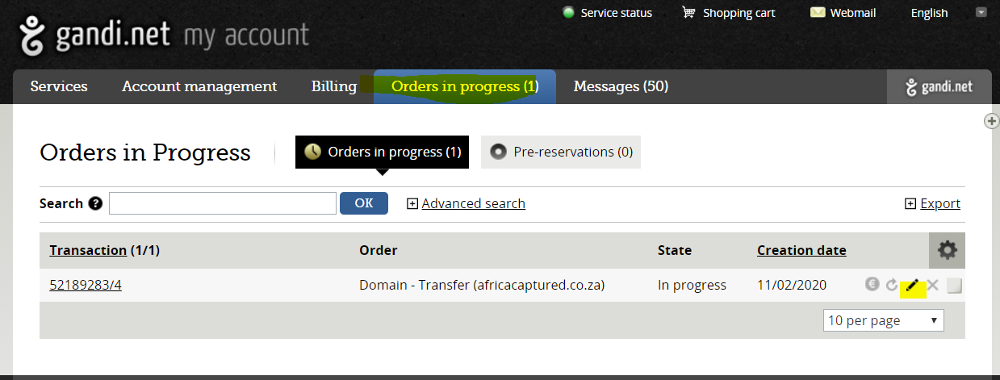 Service status Shopping cart Webmail English
gandi.net my account
Services Account management Billing Orders in progress (1) Messages (50) gandi.net
Orders in Progress Orders in progress (1) Pre-reservations (0)
Search ? OK Advanced search Export
Transaction (1/1) Order State Creation date
52189283/4 Domain - Transfer (africacaptured.co.za) In progress 11/02/2020
10 per page